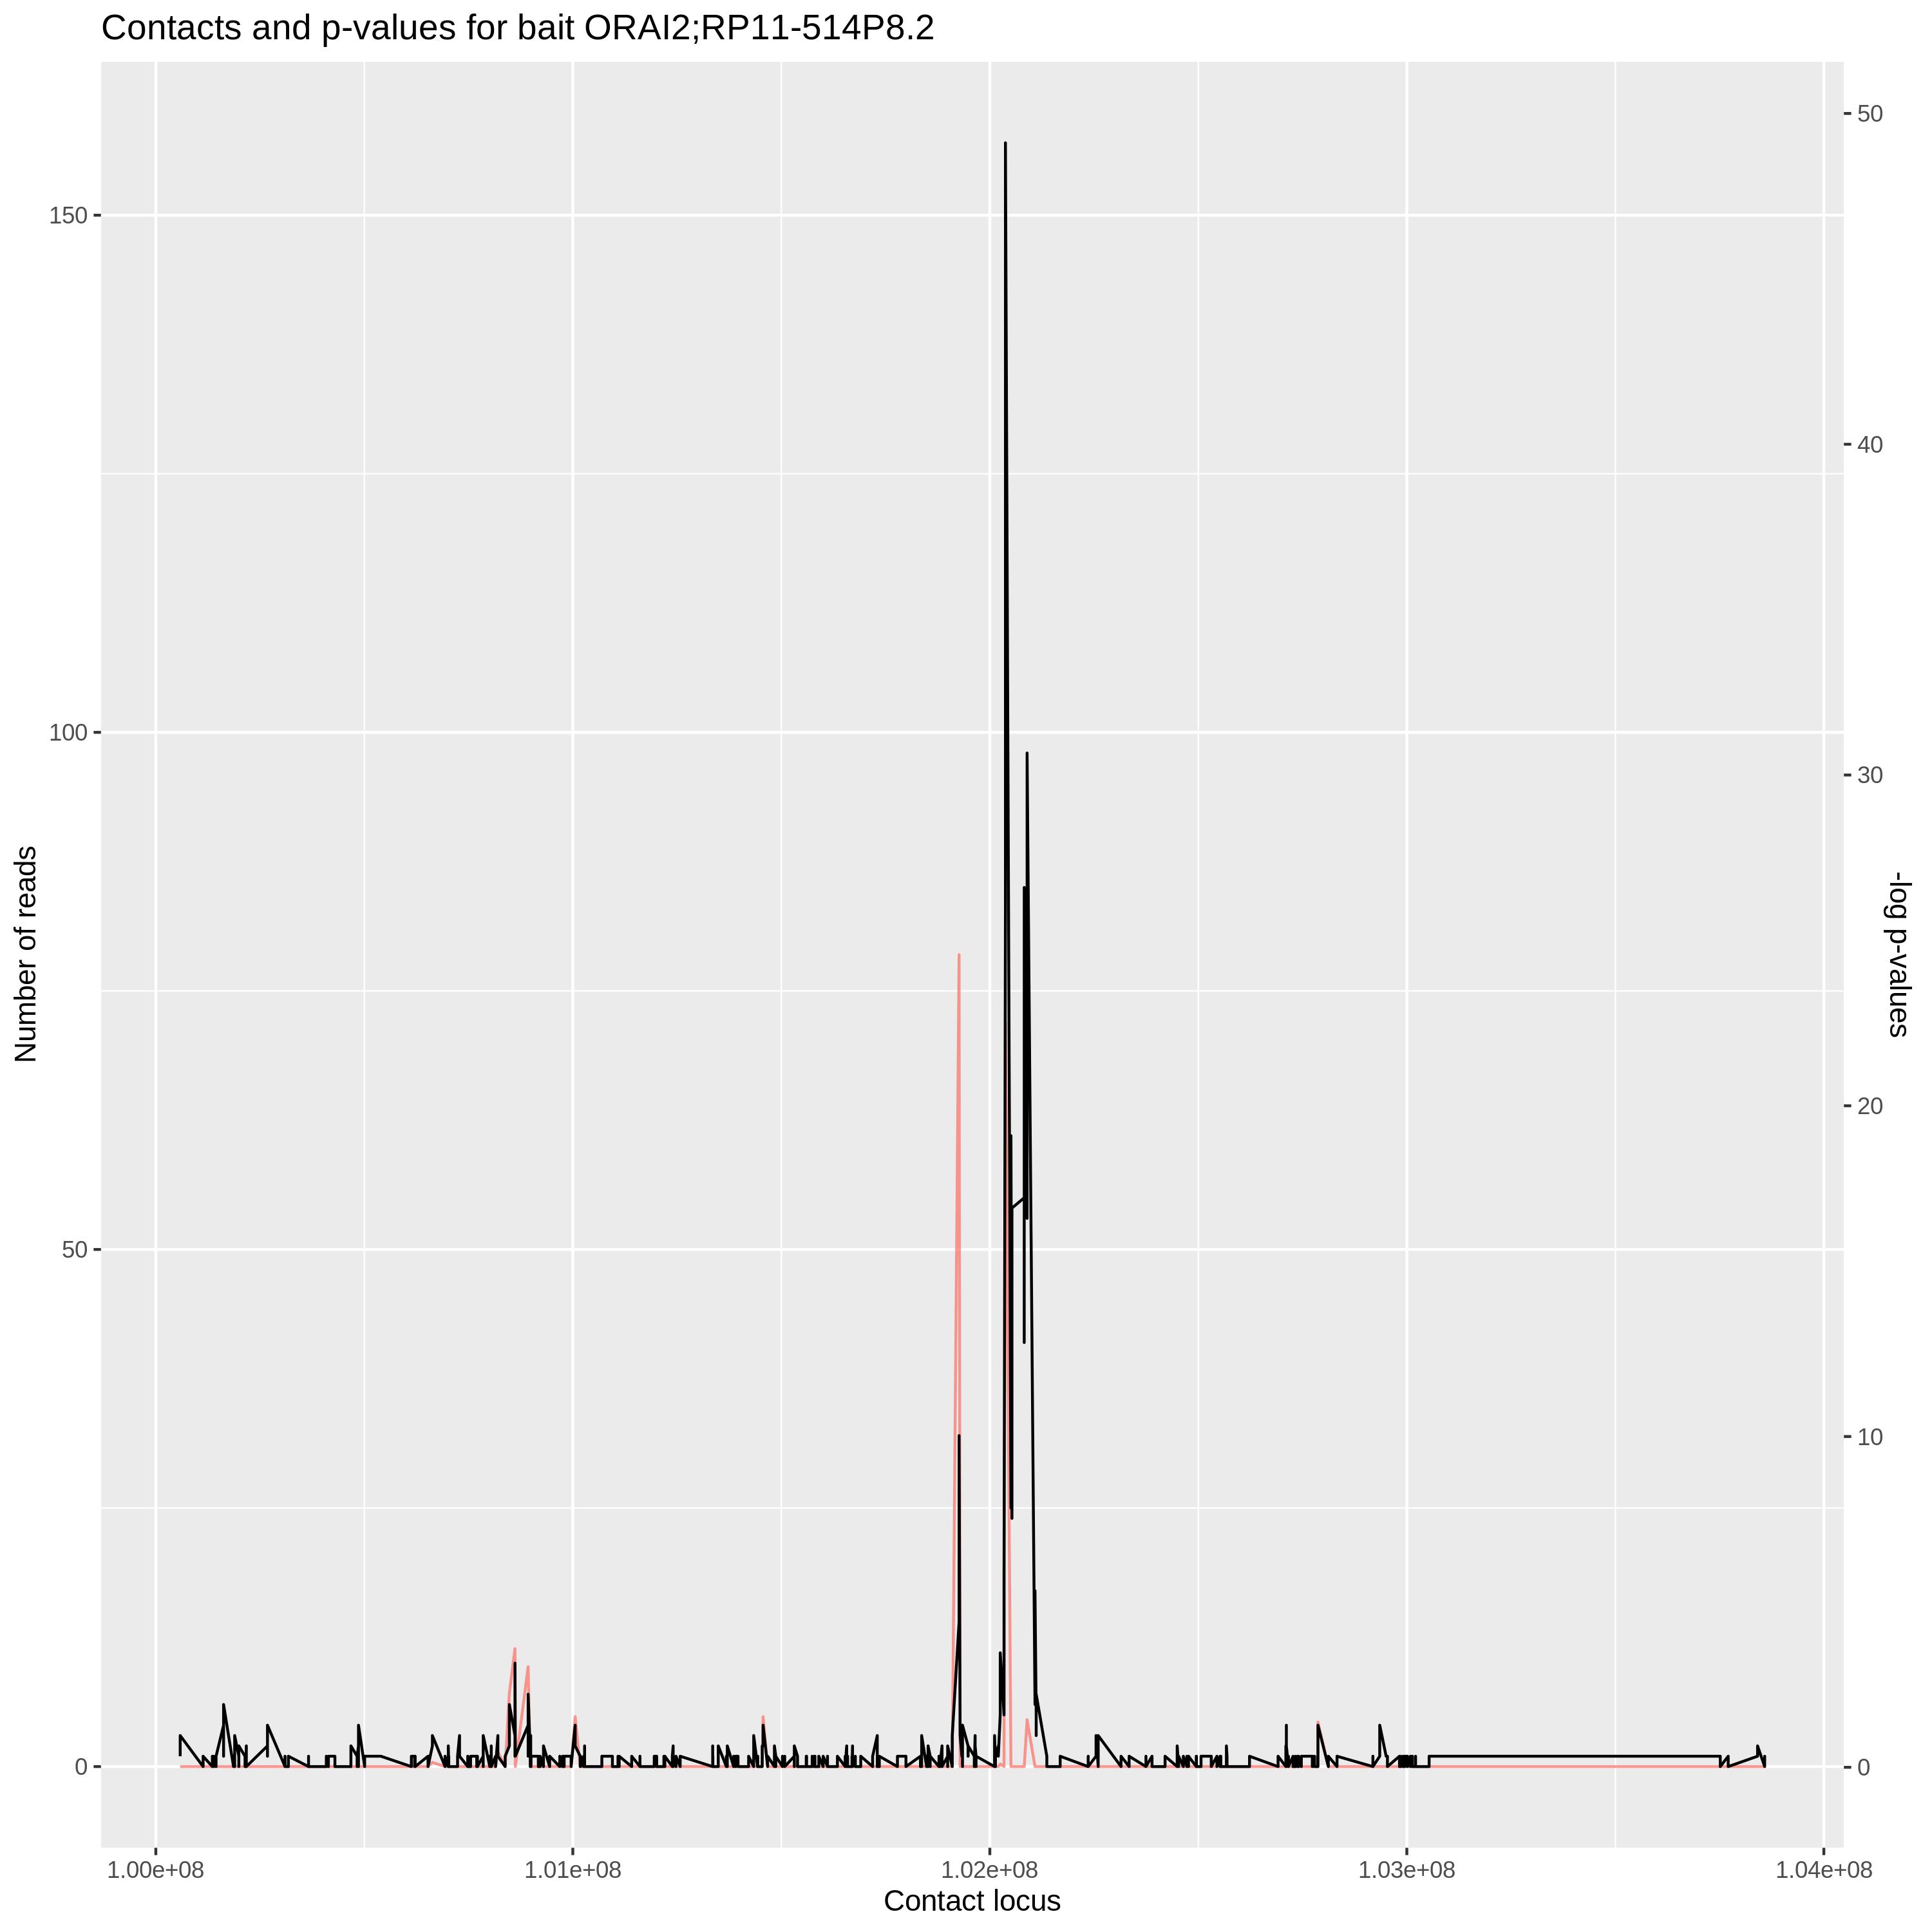 Contacts and p-values for bait ORAI2;RP11-514P8.2
150
100
50
0
Number of reads
50
40
30
20
10
0
-log p-values
1.00e+08 1.01e+08 1.02e+08 1.03e+08 1.04e+08
Contact locus